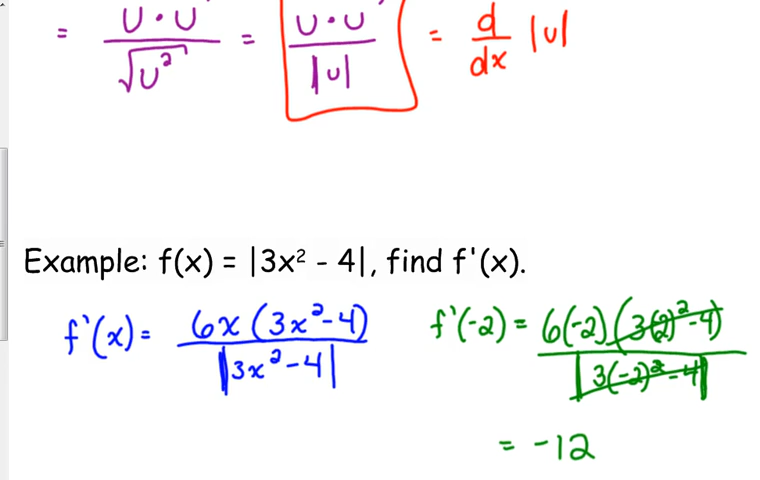 = U · U' / √U² = U · U' / |U| = d/dx |U|
Example: f(x) = |3x² - 4|, find f'(x).
f'(x) = 6x (3x² - 4) / |3x² - 4|
f'(-2) = 6(-2) (3(2)² - 4) / |3(-2)² - 4|
= -12